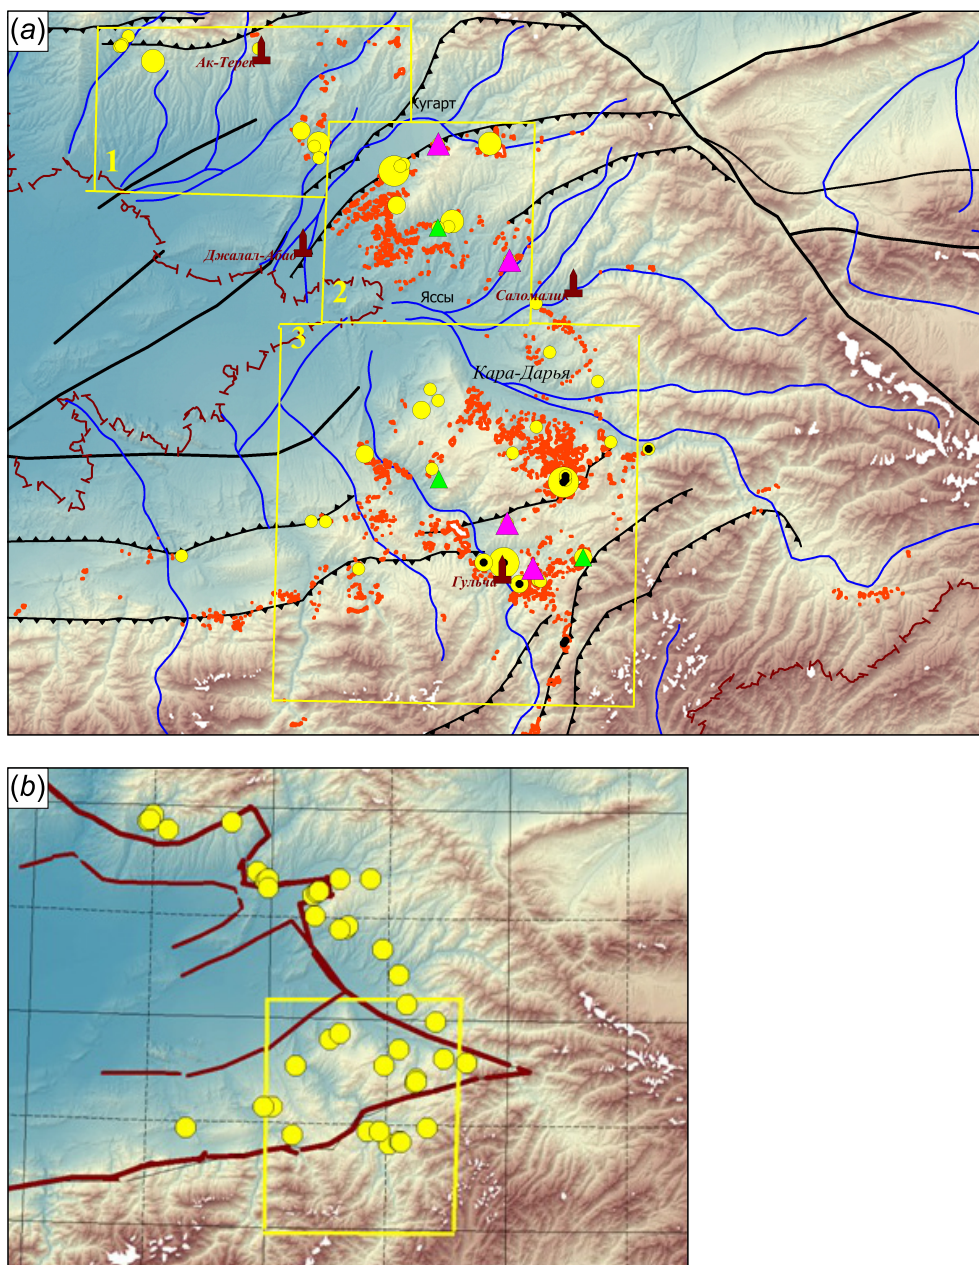 (a)
Ак-Терек
Кугарт
1
Джалал-Абад
2
Яссы
Саломалик
3
Кара-Дарья
Гульча
(b)